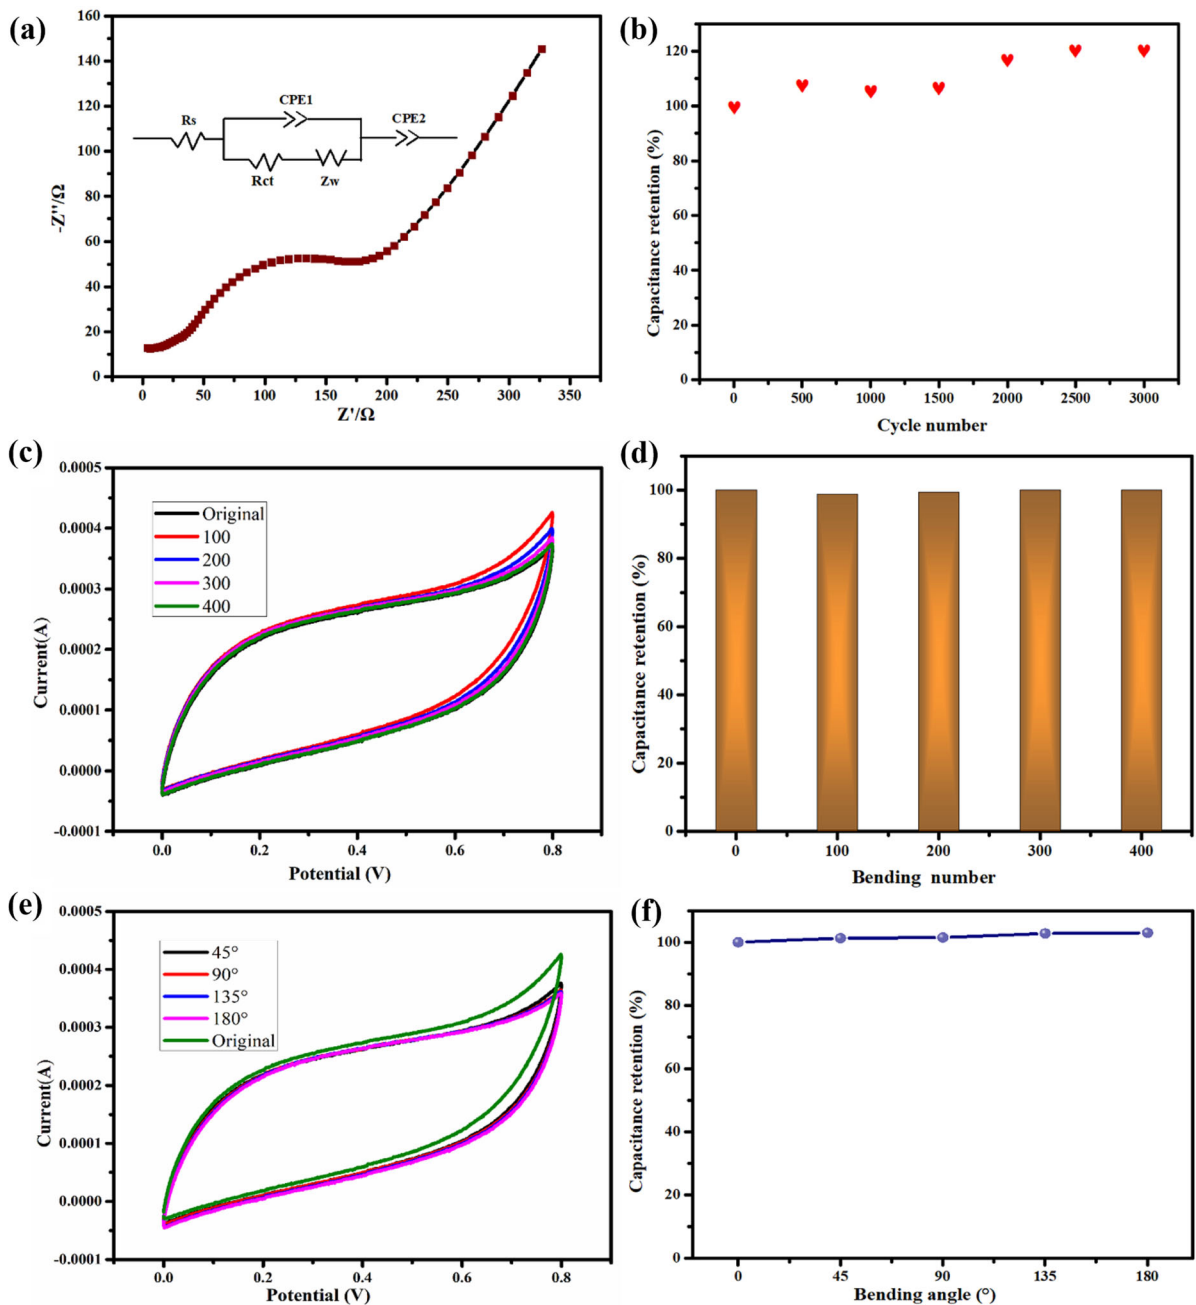 (a)
160
140
120
100
80
60
40
20
0
-Z''/Ω
Rs
CPE1
CPE2
Rct
Zw
0 50 100 150 200 250 300 350
Z'/Ω
(b)
120
100
80
60
40
20
0
Capacitance retention (%)
0 500 1000 1500 2000 2500 3000
Cycle number
(c)
0.0005
0.0004
0.0003
0.0002
0.0001
0.0000
-0.0001
Current(A)
Original
100
200
300
400
0.0 0.2 0.4 0.6 0.8
Potential (V)
(d)
100
80
60
40
20
0
Capacitance retention (%)
0 100 200 300 400
Bending number
(e)
0.0005
0.0004
0.0003
0.0002
0.0001
0.0000
-0.0001
Current(A)
45°
90°
135°
180°
Original
0.0 0.2 0.4 0.6 0.8
Potential (V)
(f)
100
80
60
40
20
0
Capacitance retention (%)
0 45 90 135 180
Bending angle (°)